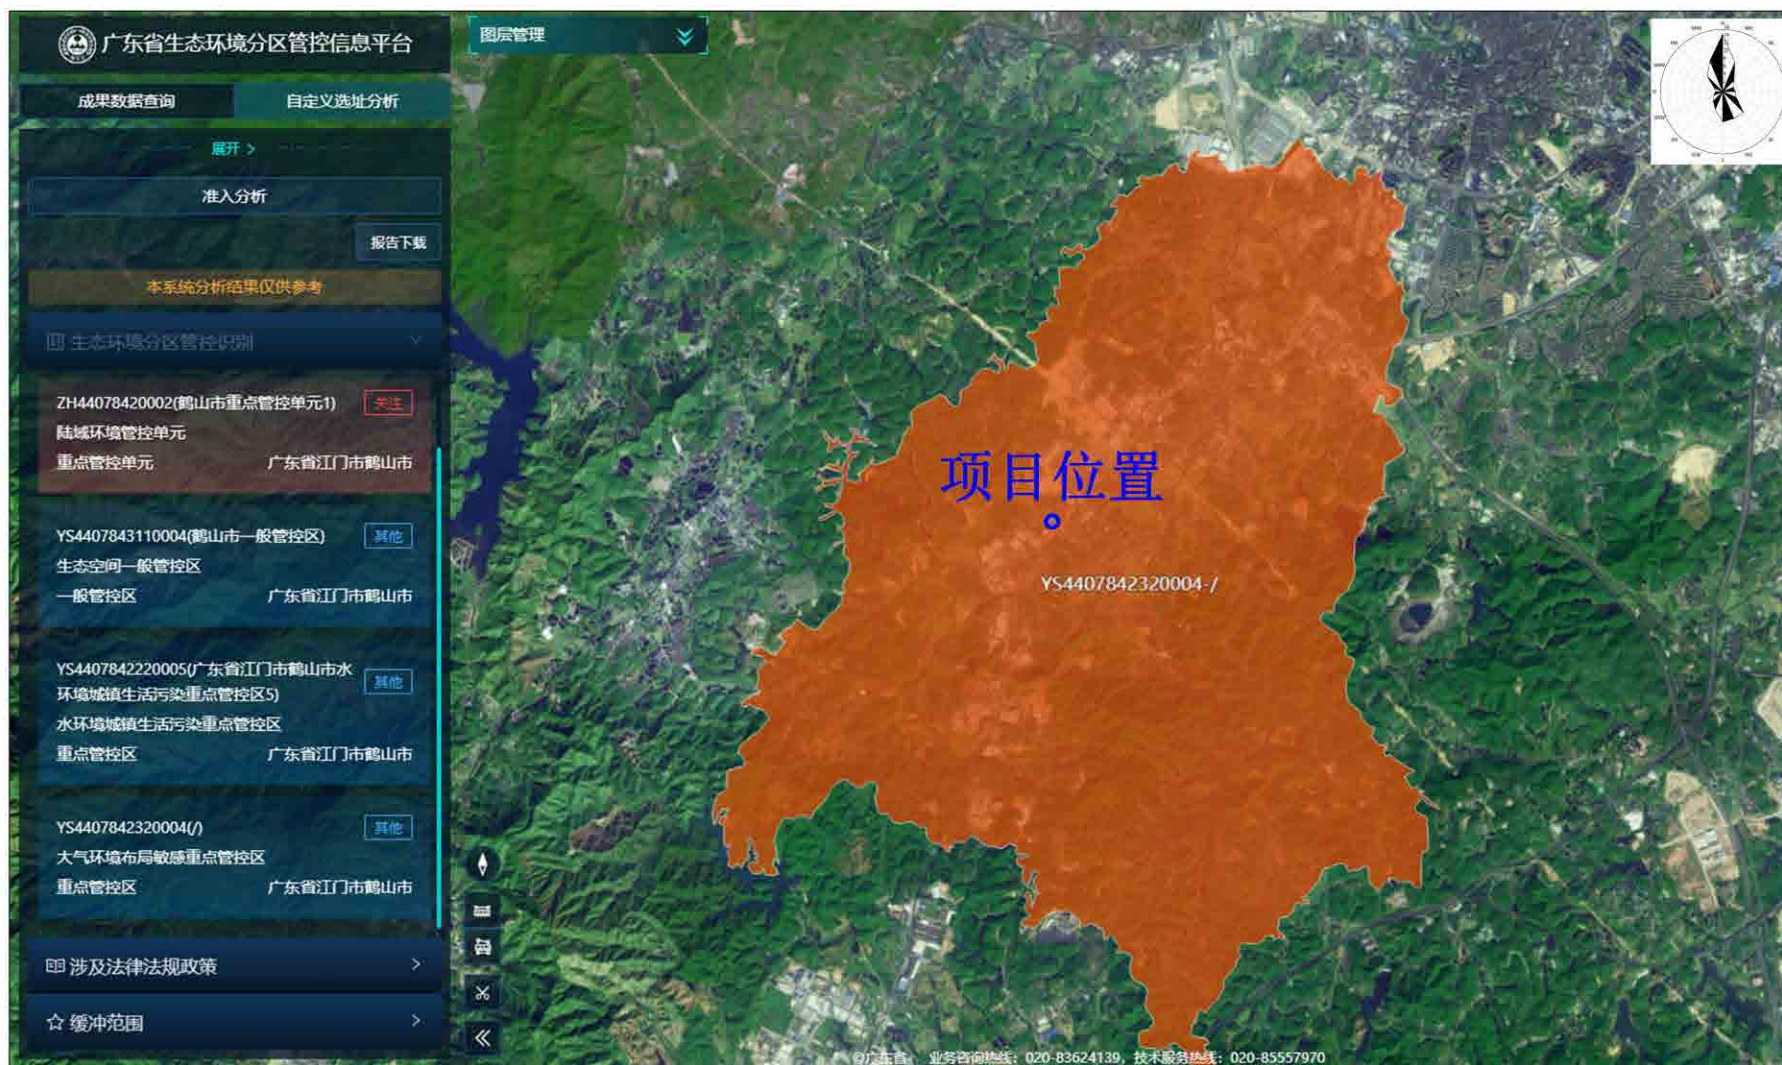 广东省生态环境分区管控信息平台
成果数据查询
自定义选址分析
展开 >
准入分析
报告下载
本系统分析结果仅供参考
生态环境分区管控识别
ZH44078420002(鹤山市重点管控单元1)
关注
陆域环境管控单元
重点管控单元
广东省江门市鹤山市
YS4407843110004(鹤山市一般管控区)
其他
生态空间一般管控区
一般管控区
广东省江门市鹤山市
YS4407842220005(广东省江门市鹤山市水
环境城镇生活污染重点管控区5)
其他
水环境城镇生活污染重点管控区
重点管控区
广东省江门市鹤山市
YS4407842320004(/)
其他
大气环境布局敏感重点管控区
重点管控区
广东省江门市鹤山市
涉及法律法规政策
缓冲范围
图层管理
项目位置
YS4407842320004-/
©广东省 业务咨询热线：020-83624139，技术服务热线：020-85557970